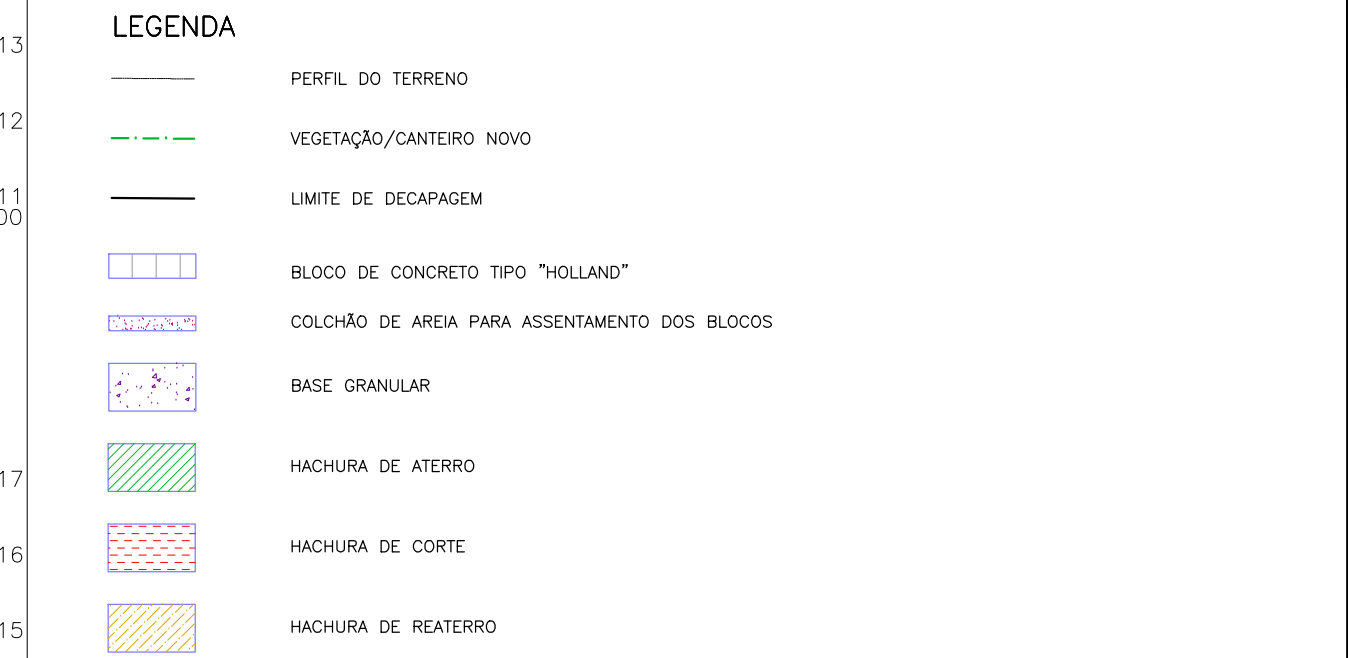 LEGENDA
13
PERFIL DO TERRENO
12
VEGETAÇÃO/CANTEIRO NOVO
11
LIMITE DE DECAPAGEM
00
BLOCO DE CONCRETO TIPO "HOLLAND"
COLCHÃO DE AREIA PARA ASSENTAMENTO DOS BLOCOS
BASE GRANULAR
HACHURA DE ATERRO
17
HACHURA DE CORTE
16
HACHURA DE REATERRO
15